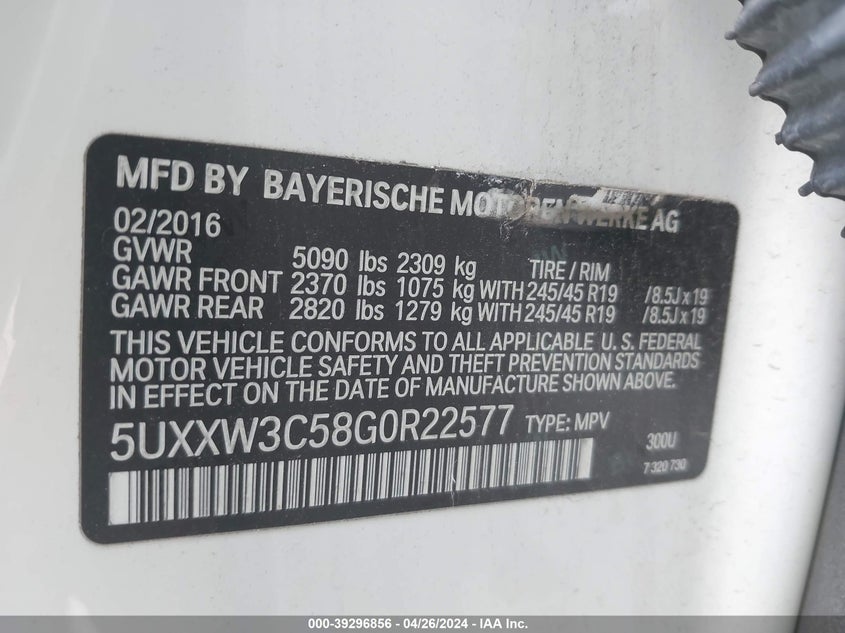 MFD BY BAYERISCHE MOTOREN WERKE AG
02/2016
GVWR 5090 lbs 2309 kg TIRE / RIM
GAWR FRONT 2370 lbs 1075 kg WITH 245/45 R19 /8.5J x 19
GAWR REAR 2820 lbs 1279 kg WITH 245/45 R19 /8.5J x 19
THIS VEHICLE CONFORMS TO ALL APPLICABLE U. S. FEDERAL
MOTOR VEHICLE SAFETY AND THEFT PREVENTION STANDARDS
IN EFFECT ON THE DATE OF MANUFACTURE SHOWN ABOVE.
5UXXW3C58G0R22577 TYPE: MPV 300U
7 320 730
000-39296856 - 04/26/2024 - IAA Inc.